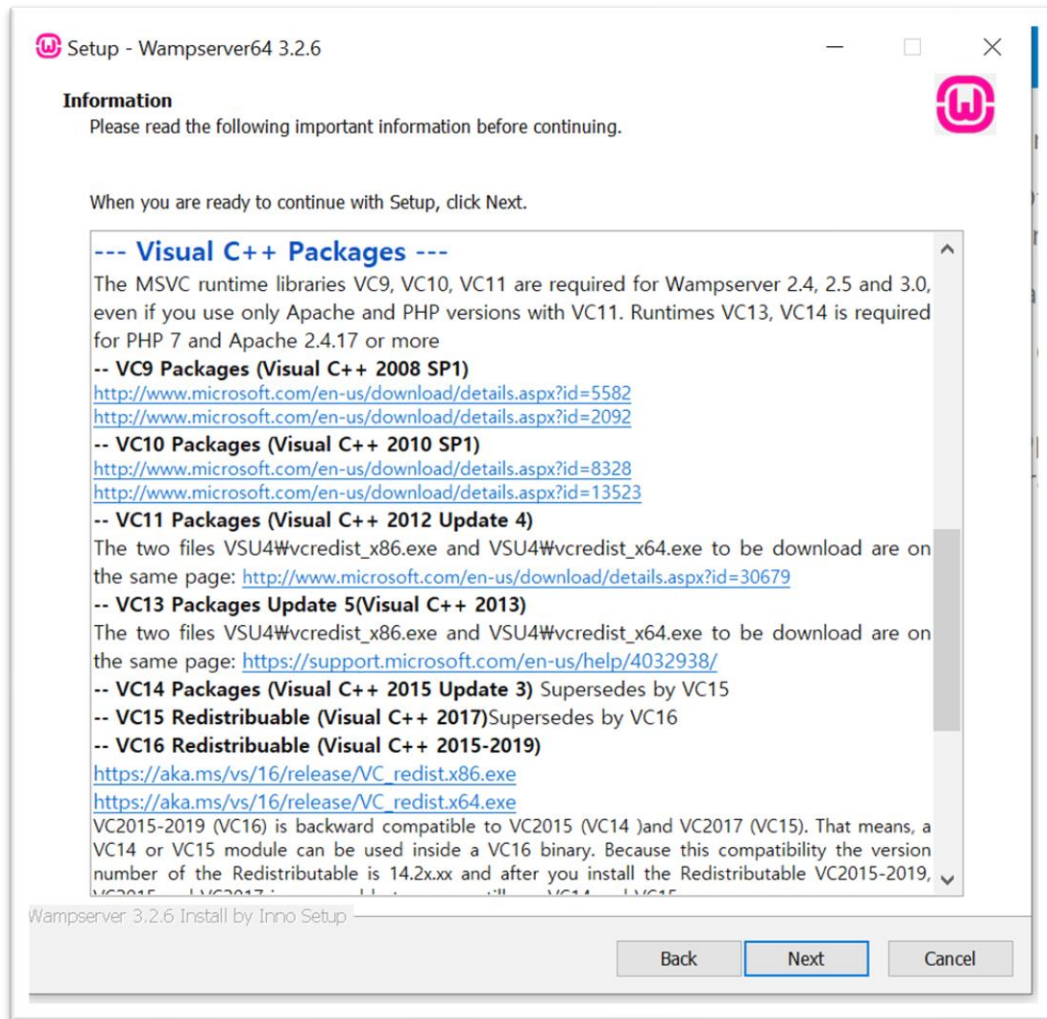 Setup - Wampserver64 3.2.6
Information
Please read the following important information before continuing.
When you are ready to continue with Setup, click Next.
--- Visual C++ Packages ---
The MSVC runtime libraries VC9, VC10, VC11 are required for Wampserver 2.4, 2.5 and 3.0,
even if you use only Apache and PHP versions with VC11. Runtimes VC13, VC14 is required
for PHP 7 and Apache 2.4.17 or more
-- VC9 Packages (Visual C++ 2008 SP1)
http://www.microsoft.com/en-us/download/details.aspx?id=5582
http://www.microsoft.com/en-us/download/details.aspx?id=2092
-- VC10 Packages (Visual C++ 2010 SP1)
http://www.microsoft.com/en-us/download/details.aspx?id=8328
http://www.microsoft.com/en-us/download/details.aspx?id=13523
-- VC11 Packages (Visual C++ 2012 Update 4)
The two files VSU4₩vcredist_x86.exe and VSU4₩vcredist_x64.exe to be download are on
the same page: http://www.microsoft.com/en-us/download/details.aspx?id=30679
-- VC13 Packages Update 5(Visual C++ 2013)
The two files VSU4₩vcredist_x86.exe and VSU4₩vcredist_x64.exe to be download are on
the same page: https://support.microsoft.com/en-us/help/4032938/
-- VC14 Packages (Visual C++ 2015 Update 3) Supersedes by VC15
-- VC15 Redistribuable (Visual C++ 2017)Supersedes by VC16
-- VC16 Redistribuable (Visual C++ 2015-2019)
https://aka.ms/vs/16/release/VC_redist.x86.exe
https://aka.ms/vs/16/release/VC_redist.x64.exe
VC2015-2019 (VC16) is backward compatible to VC2015 (VC14 )and VC2017 (VC15). That means, a
VC14 or VC15 module can be used inside a VC16 binary. Because this compatibility the version
number of the Redistributable is 14.2x.xx and after you install the Redistributable VC2015-2019,
Wampserver 3.2.6 Install by Inno Setup
Back Next Cancel